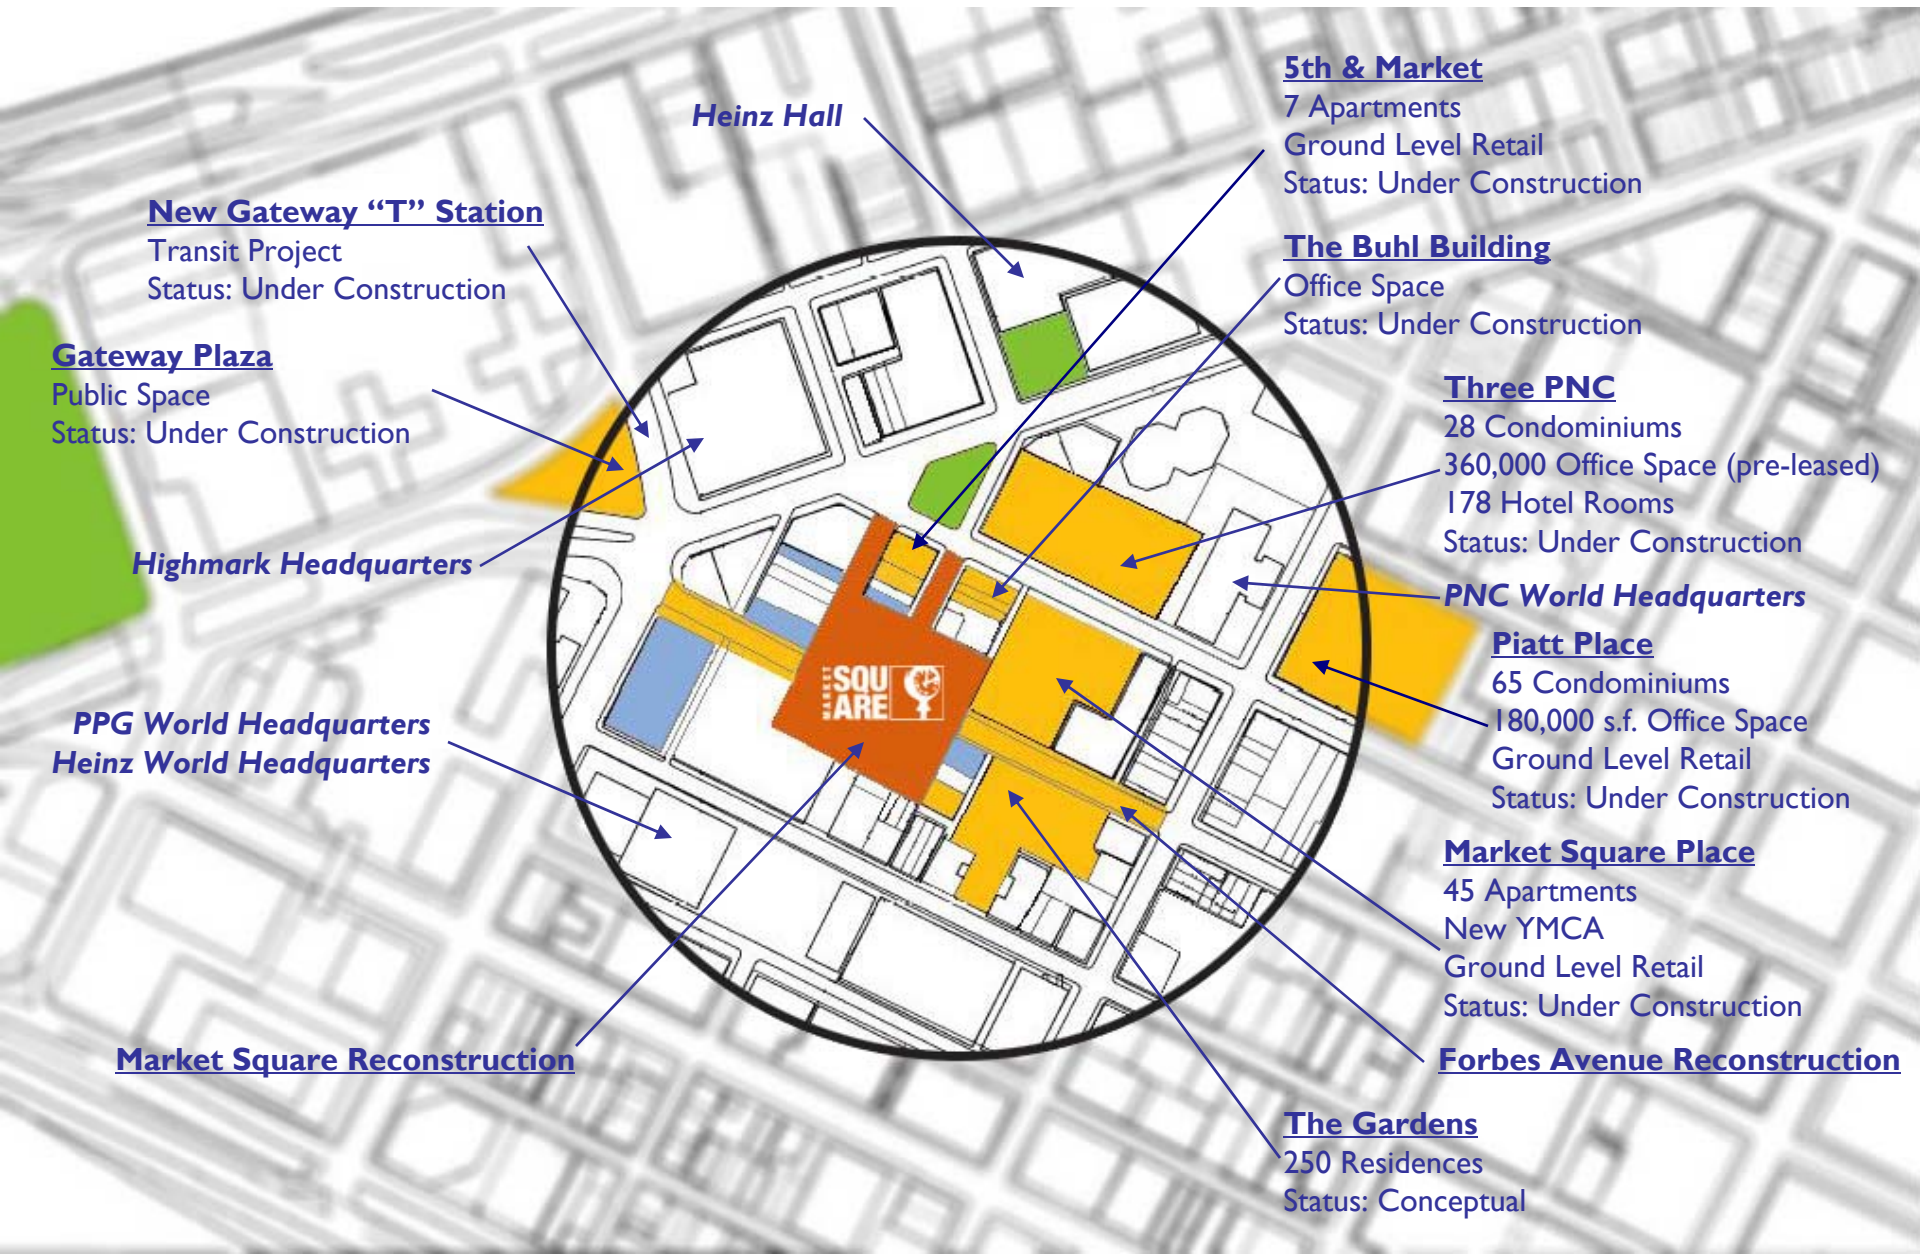 5th & Market
7 Apartments
Ground Level Retail
Status: Under Construction
Heinz Hall
New Gateway “T” Station
Transit Project
Status: Under Construction
The Buhl Building
Office Space
Status: Under Construction
Gateway Plaza
Public Space
Status: Under Construction
Three PNC
28 Condominiums
360,000 Office Space (pre-leased)
178 Hotel Rooms
Status: Under Construction
Highmark Headquarters
PNC World Headquarters
Piatt Place
65 Condominiums
180,000 s.f. Office Space
Ground Level Retail
Status: Under Construction
MARKET
SQU
ARE
PPG World Headquarters
Heinz World Headquarters
Market Square Place
45 Apartments
New YMCA
Ground Level Retail
Status: Under Construction
Market Square Reconstruction
Forbes Avenue Reconstruction
The Gardens
250 Residences
Status: Conceptual